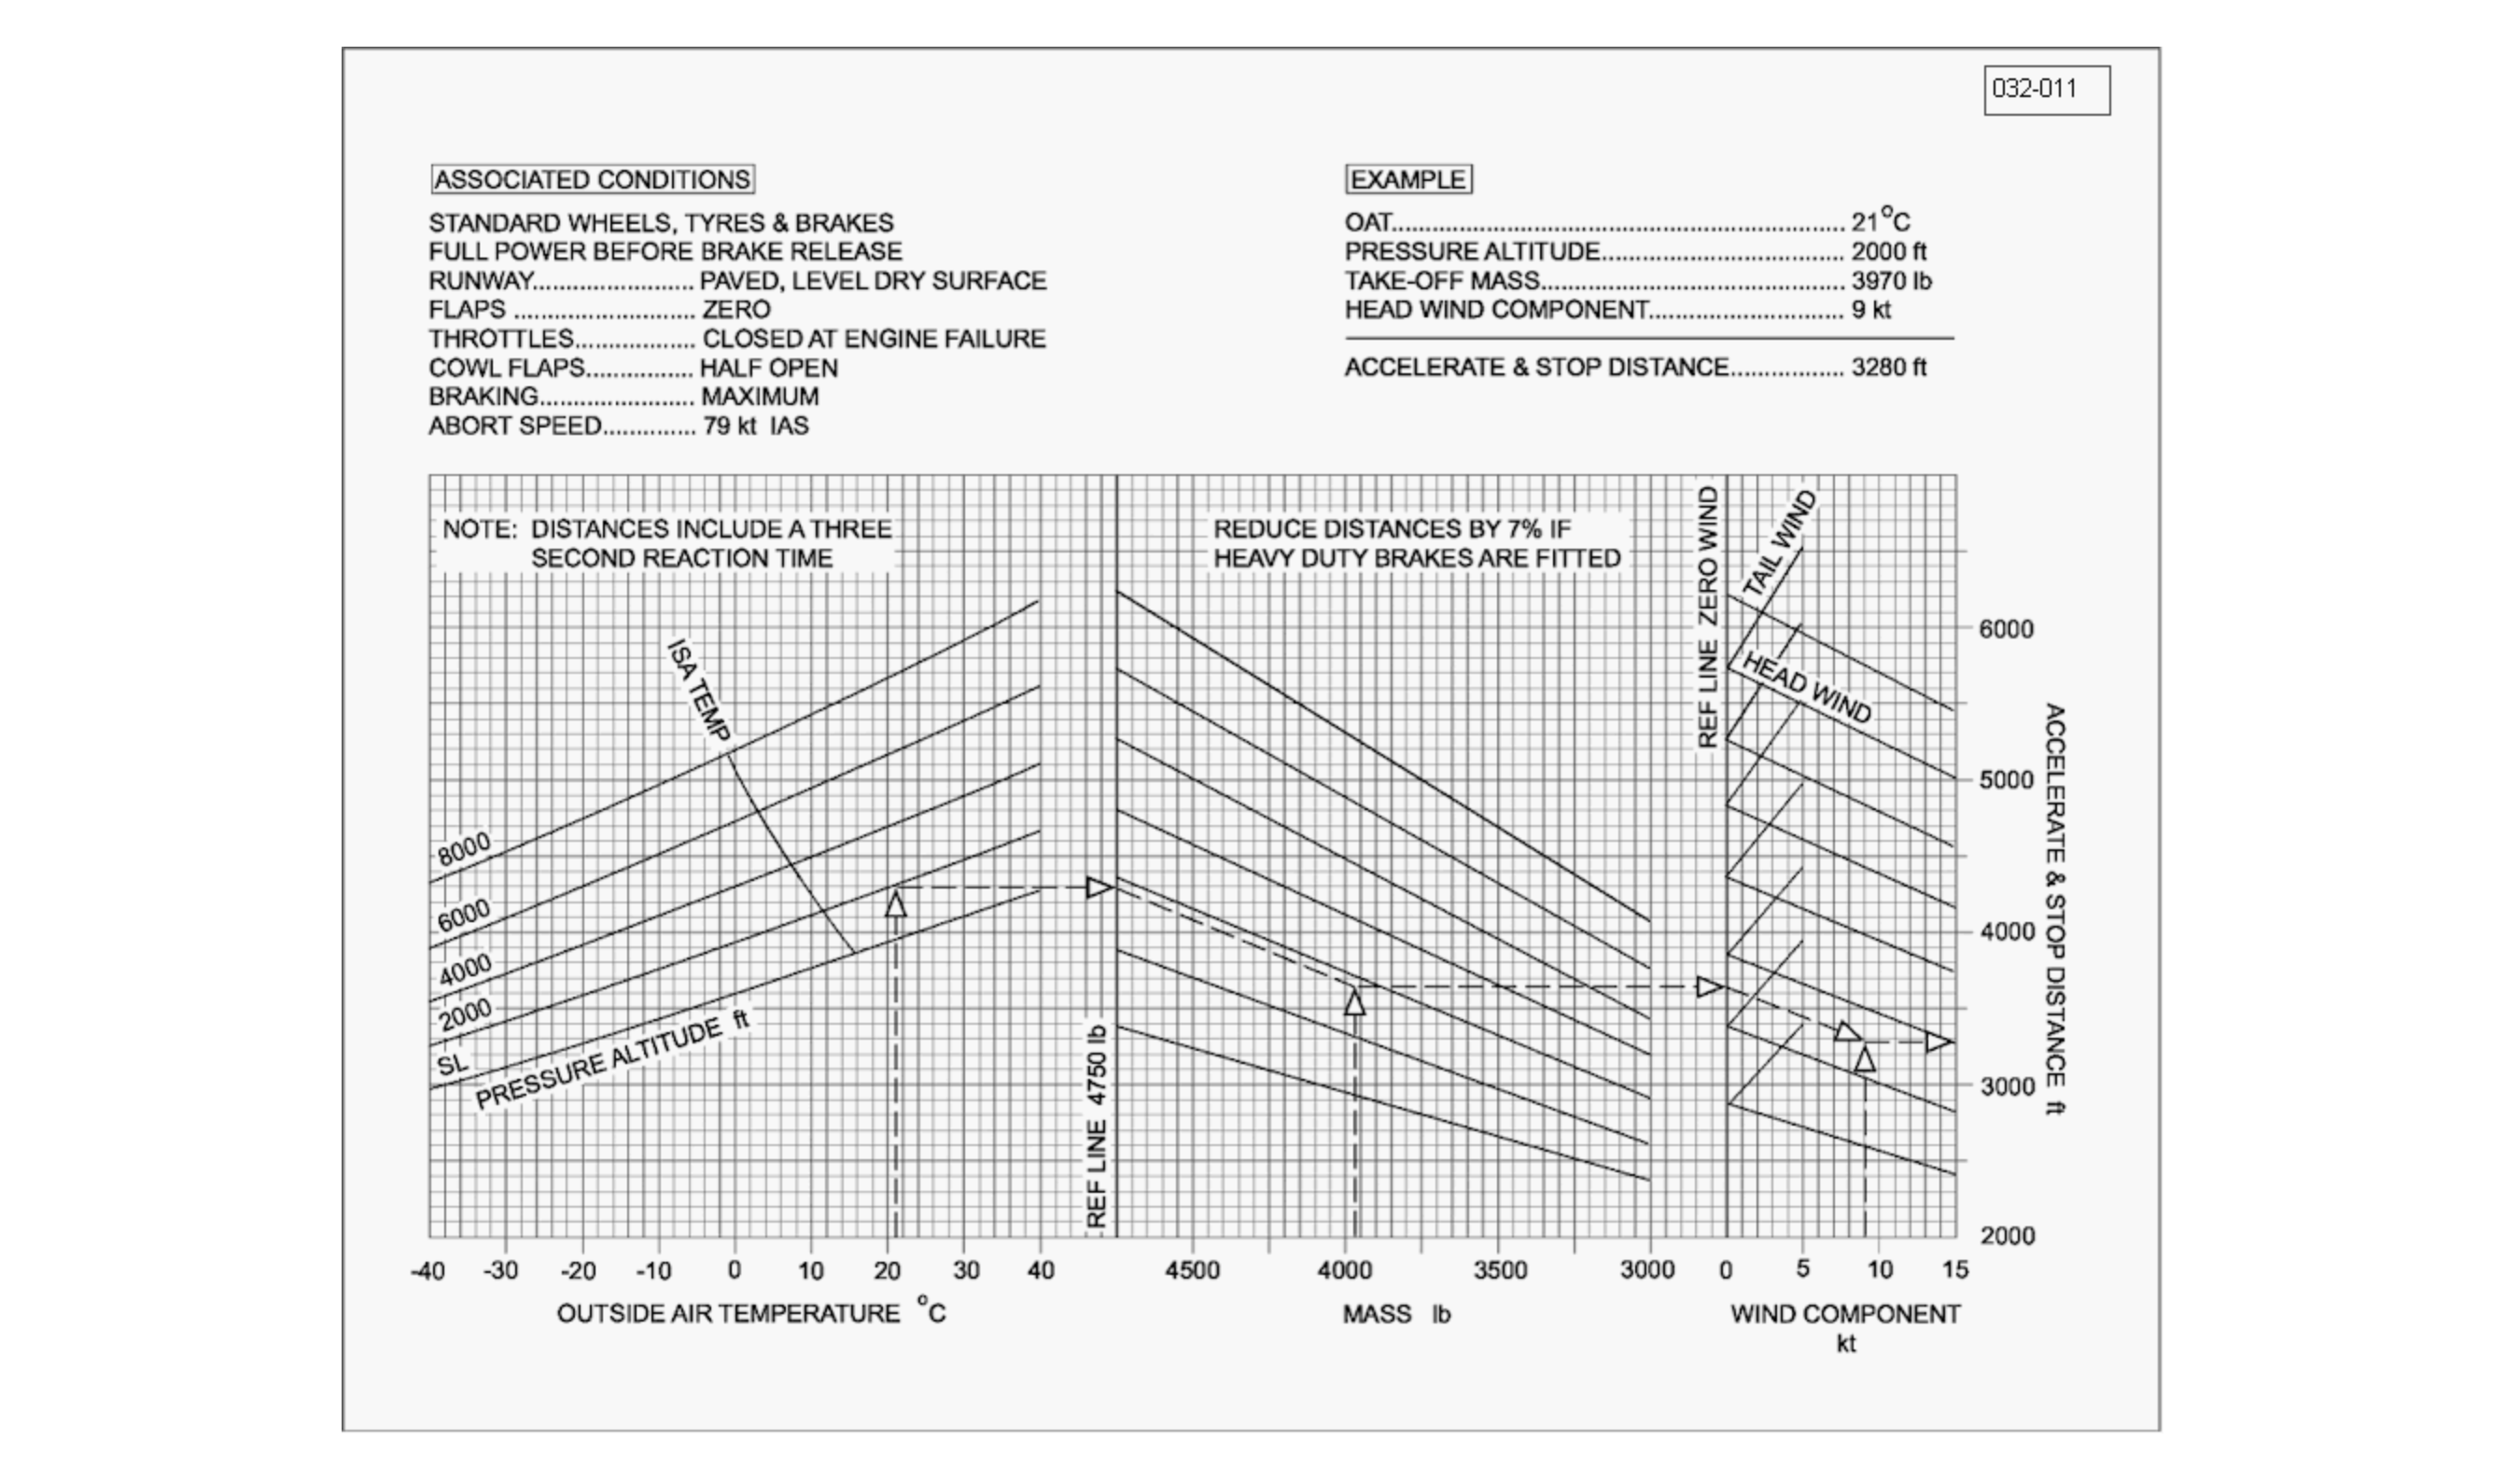 032-011
ASSOCIATED CONDITIONS
STANDARD WHEELS, TYRES & BRAKES
FULL POWER BEFORE BRAKE RELEASE
RUNWAY........................ PAVED, LEVEL DRY SURFACE
FLAPS ........................... ZERO
THROTTLES.................. CLOSED AT ENGINE FAILURE
COWL FLAPS................ HALF OPEN
BRAKING....................... MAXIMUM
ABORT SPEED.............. 79 kt IAS
EXAMPLE
OAT.................................................................... 21°C
PRESSURE ALTITUDE.................................... 2000 ft
TAKE-OFF MASS............................................. 3970 lb
HEAD WIND COMPONENT............................. 9 kt
ACCELERATE & STOP DISTANCE................. 3280 ft
NOTE: DISTANCES INCLUDE A THREE
SECOND REACTION TIME
REDUCE DISTANCES BY 7% IF
HEAVY DUTY BRAKES ARE FITTED
ISA TEMP
8000
6000
4000
2000
SL
PRESSURE ALTITUDE ft
REF LINE 4750 lb
REF LINE ZERO WIND
TAIL WIND
HEAD WIND
6000
5000
4000
3000
2000
ACCELERATE & STOP DISTANCE ft
-40 -30 -20 -10 0 10 20 30 40
4500 4000 3500 3000
0 5 10 15
OUTSIDE AIR TEMPERATURE °C
MASS lb
WIND COMPONENT
kt